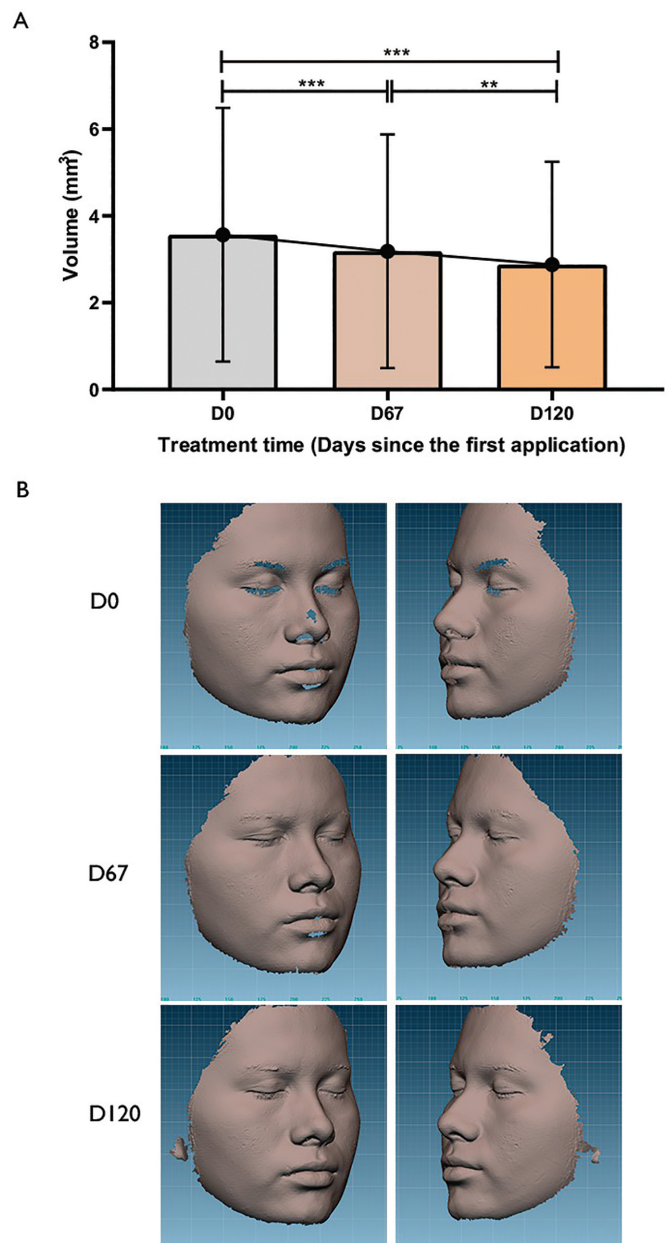 A
8
***
***
**
6
Volume (mm³)
4
2
0
D0
D67
D120
Treatment time (Days since the first application)
B
D0
D67
D120